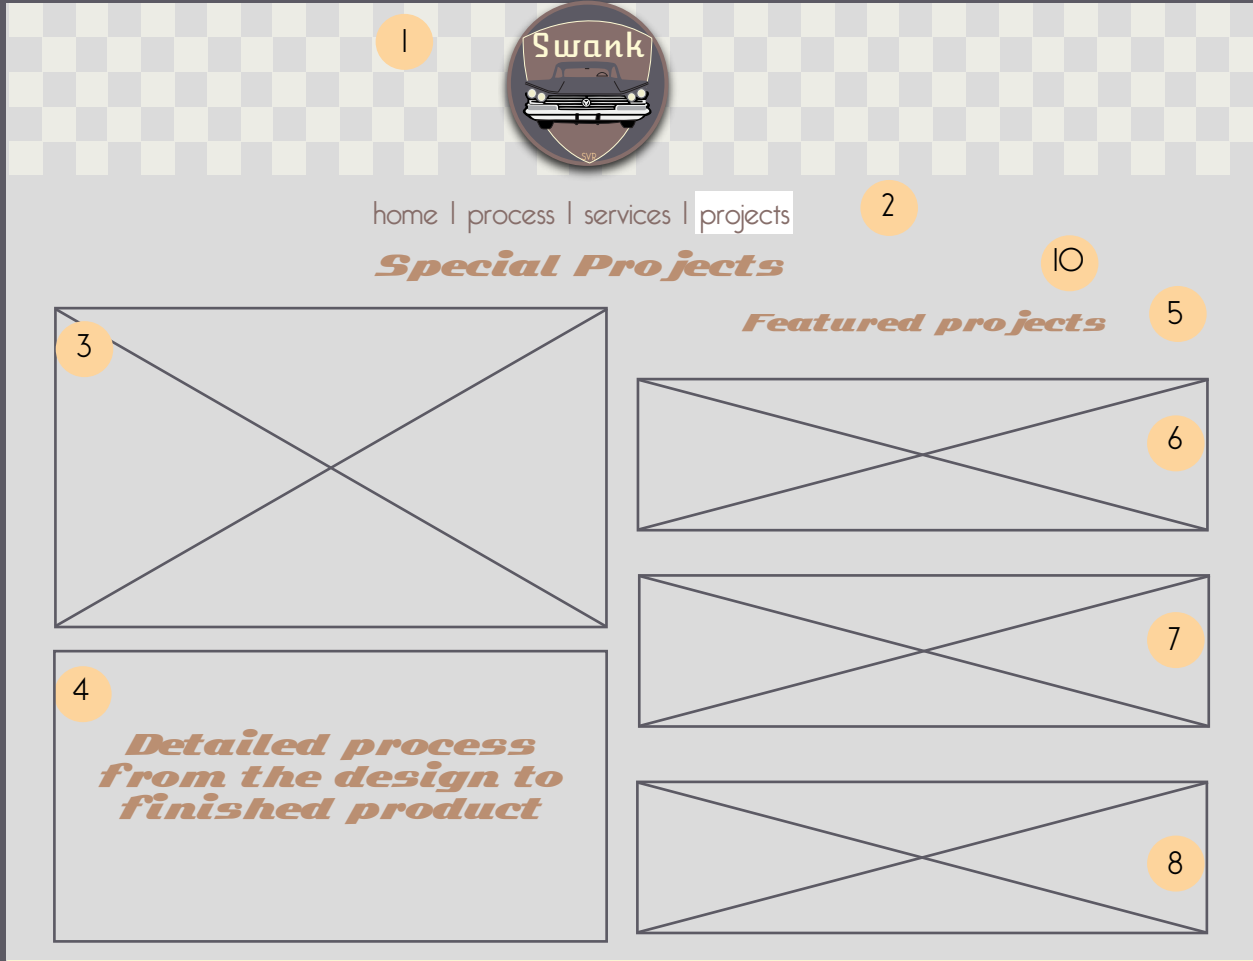 1
Swank
SVR
home | process | services | projects
2
Special Projects
10
3
Featured projects
5
6
7
4
Detailed process
from the design to
finished product
8